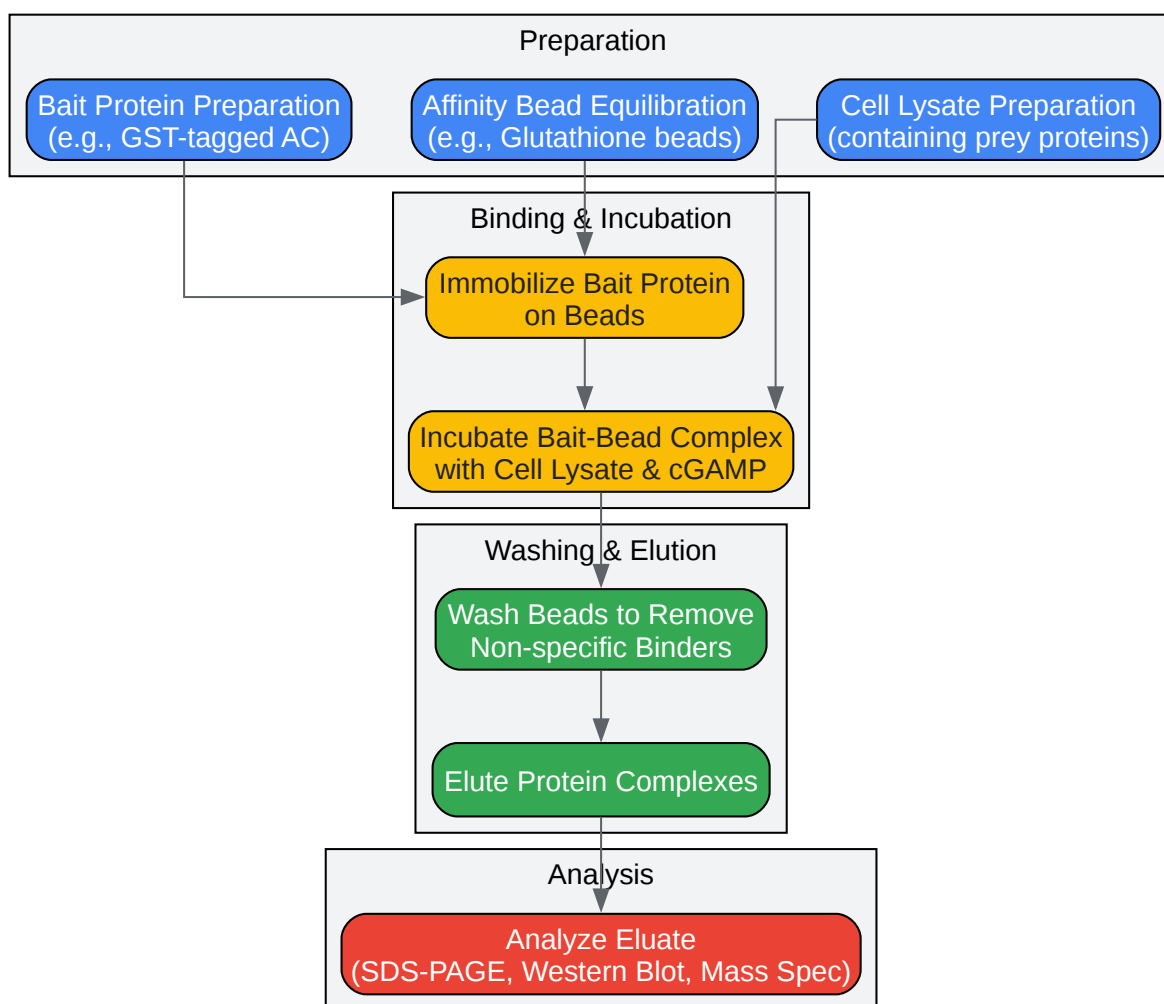 Preparation
Bait Protein Preparation
(e.g., GST-tagged AC)
Affinity Bead Equilibration
(e.g., Glutathione beads)
Cell Lysate Preparation
(containing prey proteins)
Binding & Incubation
Immobilize Bait Protein
on Beads
Incubate Bait-Bead Complex
with Cell Lysate & cGAMP
Washing & Elution
Wash Beads to Remove
Non-specific Binders
Elute Protein Complexes
Analysis
Analyze Eluate
(SDS-PAGE, Western Blot, Mass Spec)